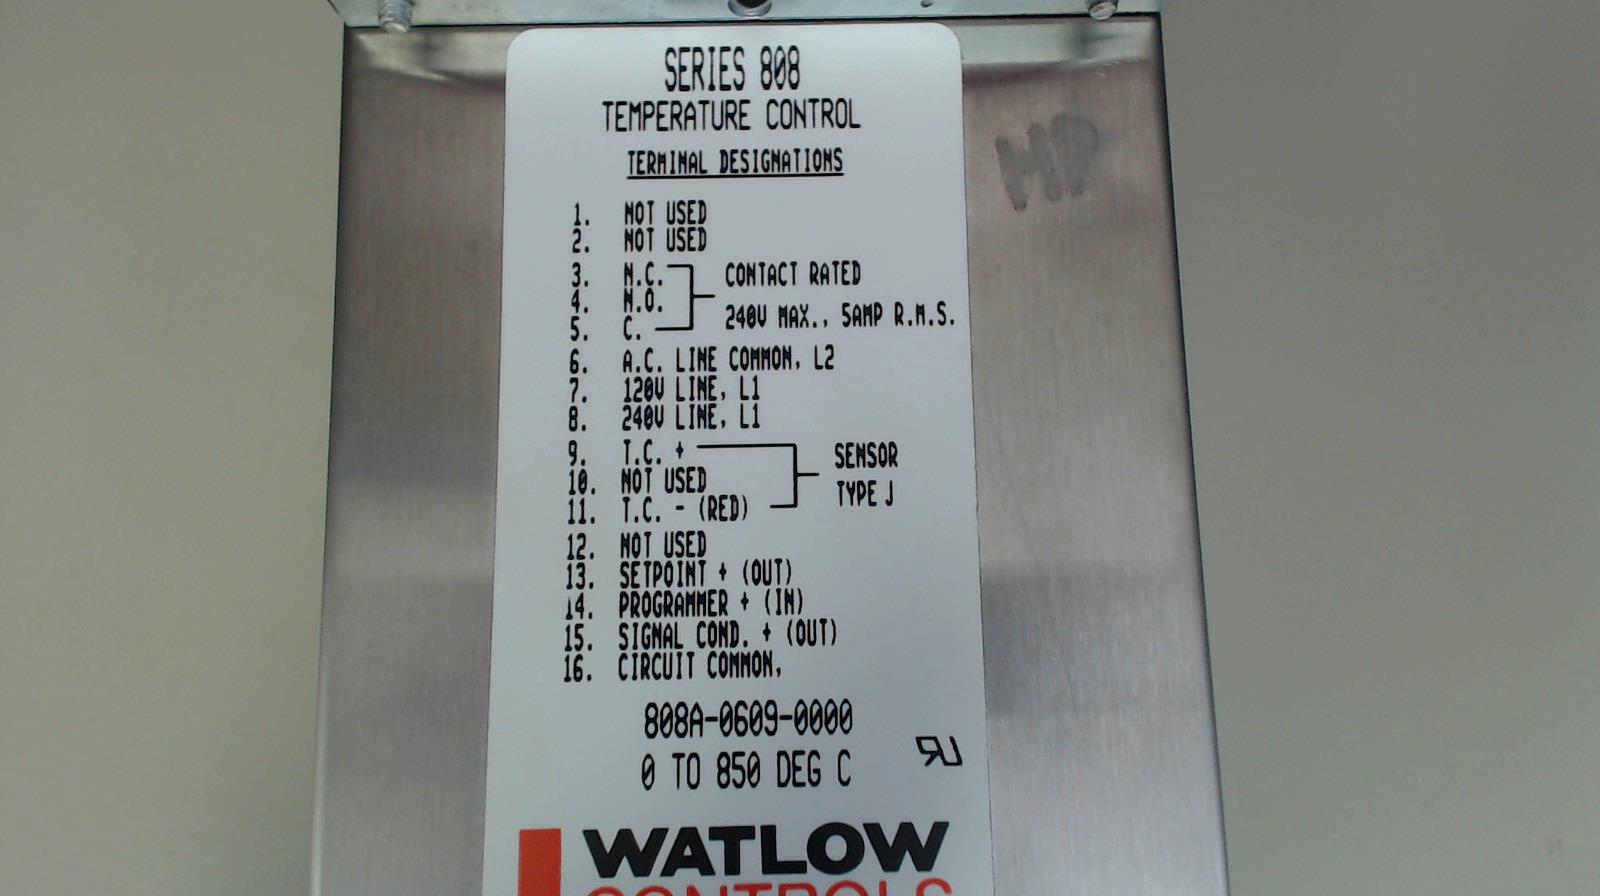 SERIES 808
TEMPERATURE CONTROL
TERMINAL DESIGNATIONS
1. NOT USED
2. NOT USED
3. N.C. CONTACT RATED
4. N.O.
5. C. 240V MAX., 5AMP R.M.S.
6. A.C. LINE COMMON, L2
7. 120V LINE, L1
8. 240V LINE, L1
9. T.C. + SENSOR
10. NOT USED TYPE J
11. T.C. - (RED)
12. NOT USED
13. SETPOINT + (OUT)
14. PROGRAMMER + (IN)
15. SIGNAL COND. + (OUT)
16. CIRCUIT COMMON,
808A-0609-0000
0 TO 850 DEG C
WATLOW
CONTROLS